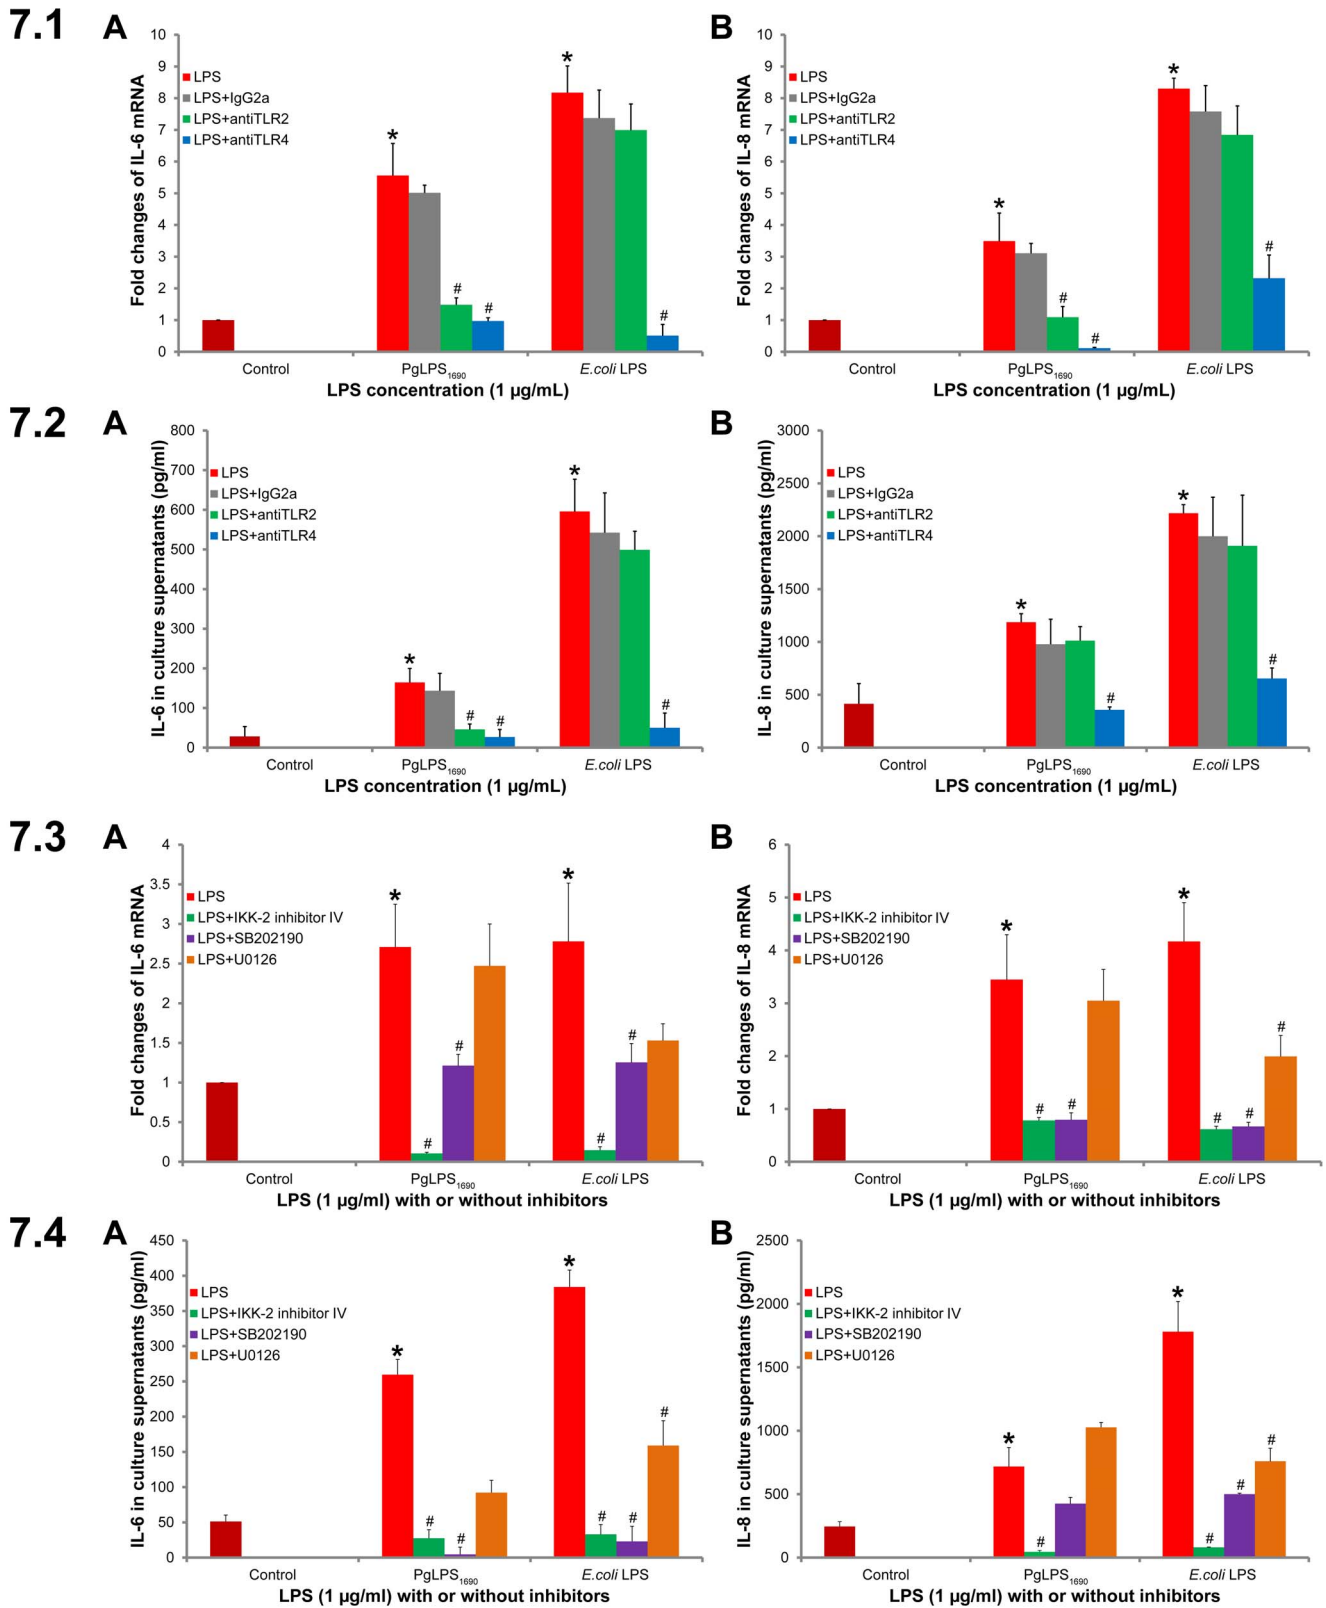 7.1
A
Fold changes of IL-6 mRNA
10
9
8
7
6
5
4
3
2
1
0
LPS
LPS+IgG2a
LPS+antiTLR2
LPS+antiTLR4
*
#
#
*
#
Control
PgLPS1690
E.coli LPS
LPS concentration (1 µg/mL)
B
Fold changes of IL-8 mRNA
10
9
8
7
6
5
4
3
2
1
0
LPS
LPS+IgG2a
LPS+antiTLR2
LPS+antiTLR4
*
#
#
*
#
Control
PgLPS1690
E.coli LPS
LPS concentration (1 µg/mL)
7.2
A
IL-6 in culture supernatants (pg/ml)
800
700
600
500
400
300
200
100
0
LPS
LPS+IgG2a
LPS+antiTLR2
LPS+antiTLR4
*
#
#
*
#
Control
PgLPS1690
E.coli LPS
LPS concentration (1 µg/mL)
B
IL-8 in culture supernatants (pg/ml)
3000
2500
2000
1500
1000
500
0
LPS
LPS+IgG2a
LPS+antiTLR2
LPS+antiTLR4
*
#
*
#
Control
PgLPS1690
E.coli LPS
LPS concentration (1 µg/mL)
7.3
A
Fold changes of IL-6 mRNA
4
3.5
3
2.5
2
1.5
1
0.5
0
LPS
LPS+IKK-2 inhibitor IV
LPS+SB202190
LPS+U0126
*
#
#
*
#
#
Control
PgLPS1690
E.coli LPS
LPS (1 µg/ml) with or without inhibitors
B
Fold changes of IL-8 mRNA
6
5
4
3
2
1
0
LPS
LPS+IKK-2 inhibitor IV
LPS+SB202190
LPS+U0126
*
#
#
*
#
#
#
Control
PgLPS1690
E.coli LPS
LPS (1 µg/ml) with or without inhibitors
7.4
A
IL-6 in culture supernatants (pg/ml)
450
400
350
300
250
200
150
100
50
0
LPS
LPS+IKK-2 inhibitor IV
LPS+SB202190
LPS+U0126
*
#
#
*
#
#
#
Control
PgLPS1690
E.coli LPS
LPS (1 µg/ml) with or without inhibitors
B
IL-8 in culture supernatants (pg/ml)
2500
2000
1500
1000
500
0
LPS
LPS+IKK-2 inhibitor IV
LPS+SB202190
LPS+U0126
*
#
*
#
#
#
Control
PgLPS1690
E.coli LPS
LPS (1 µg/ml) with or without inhibitors